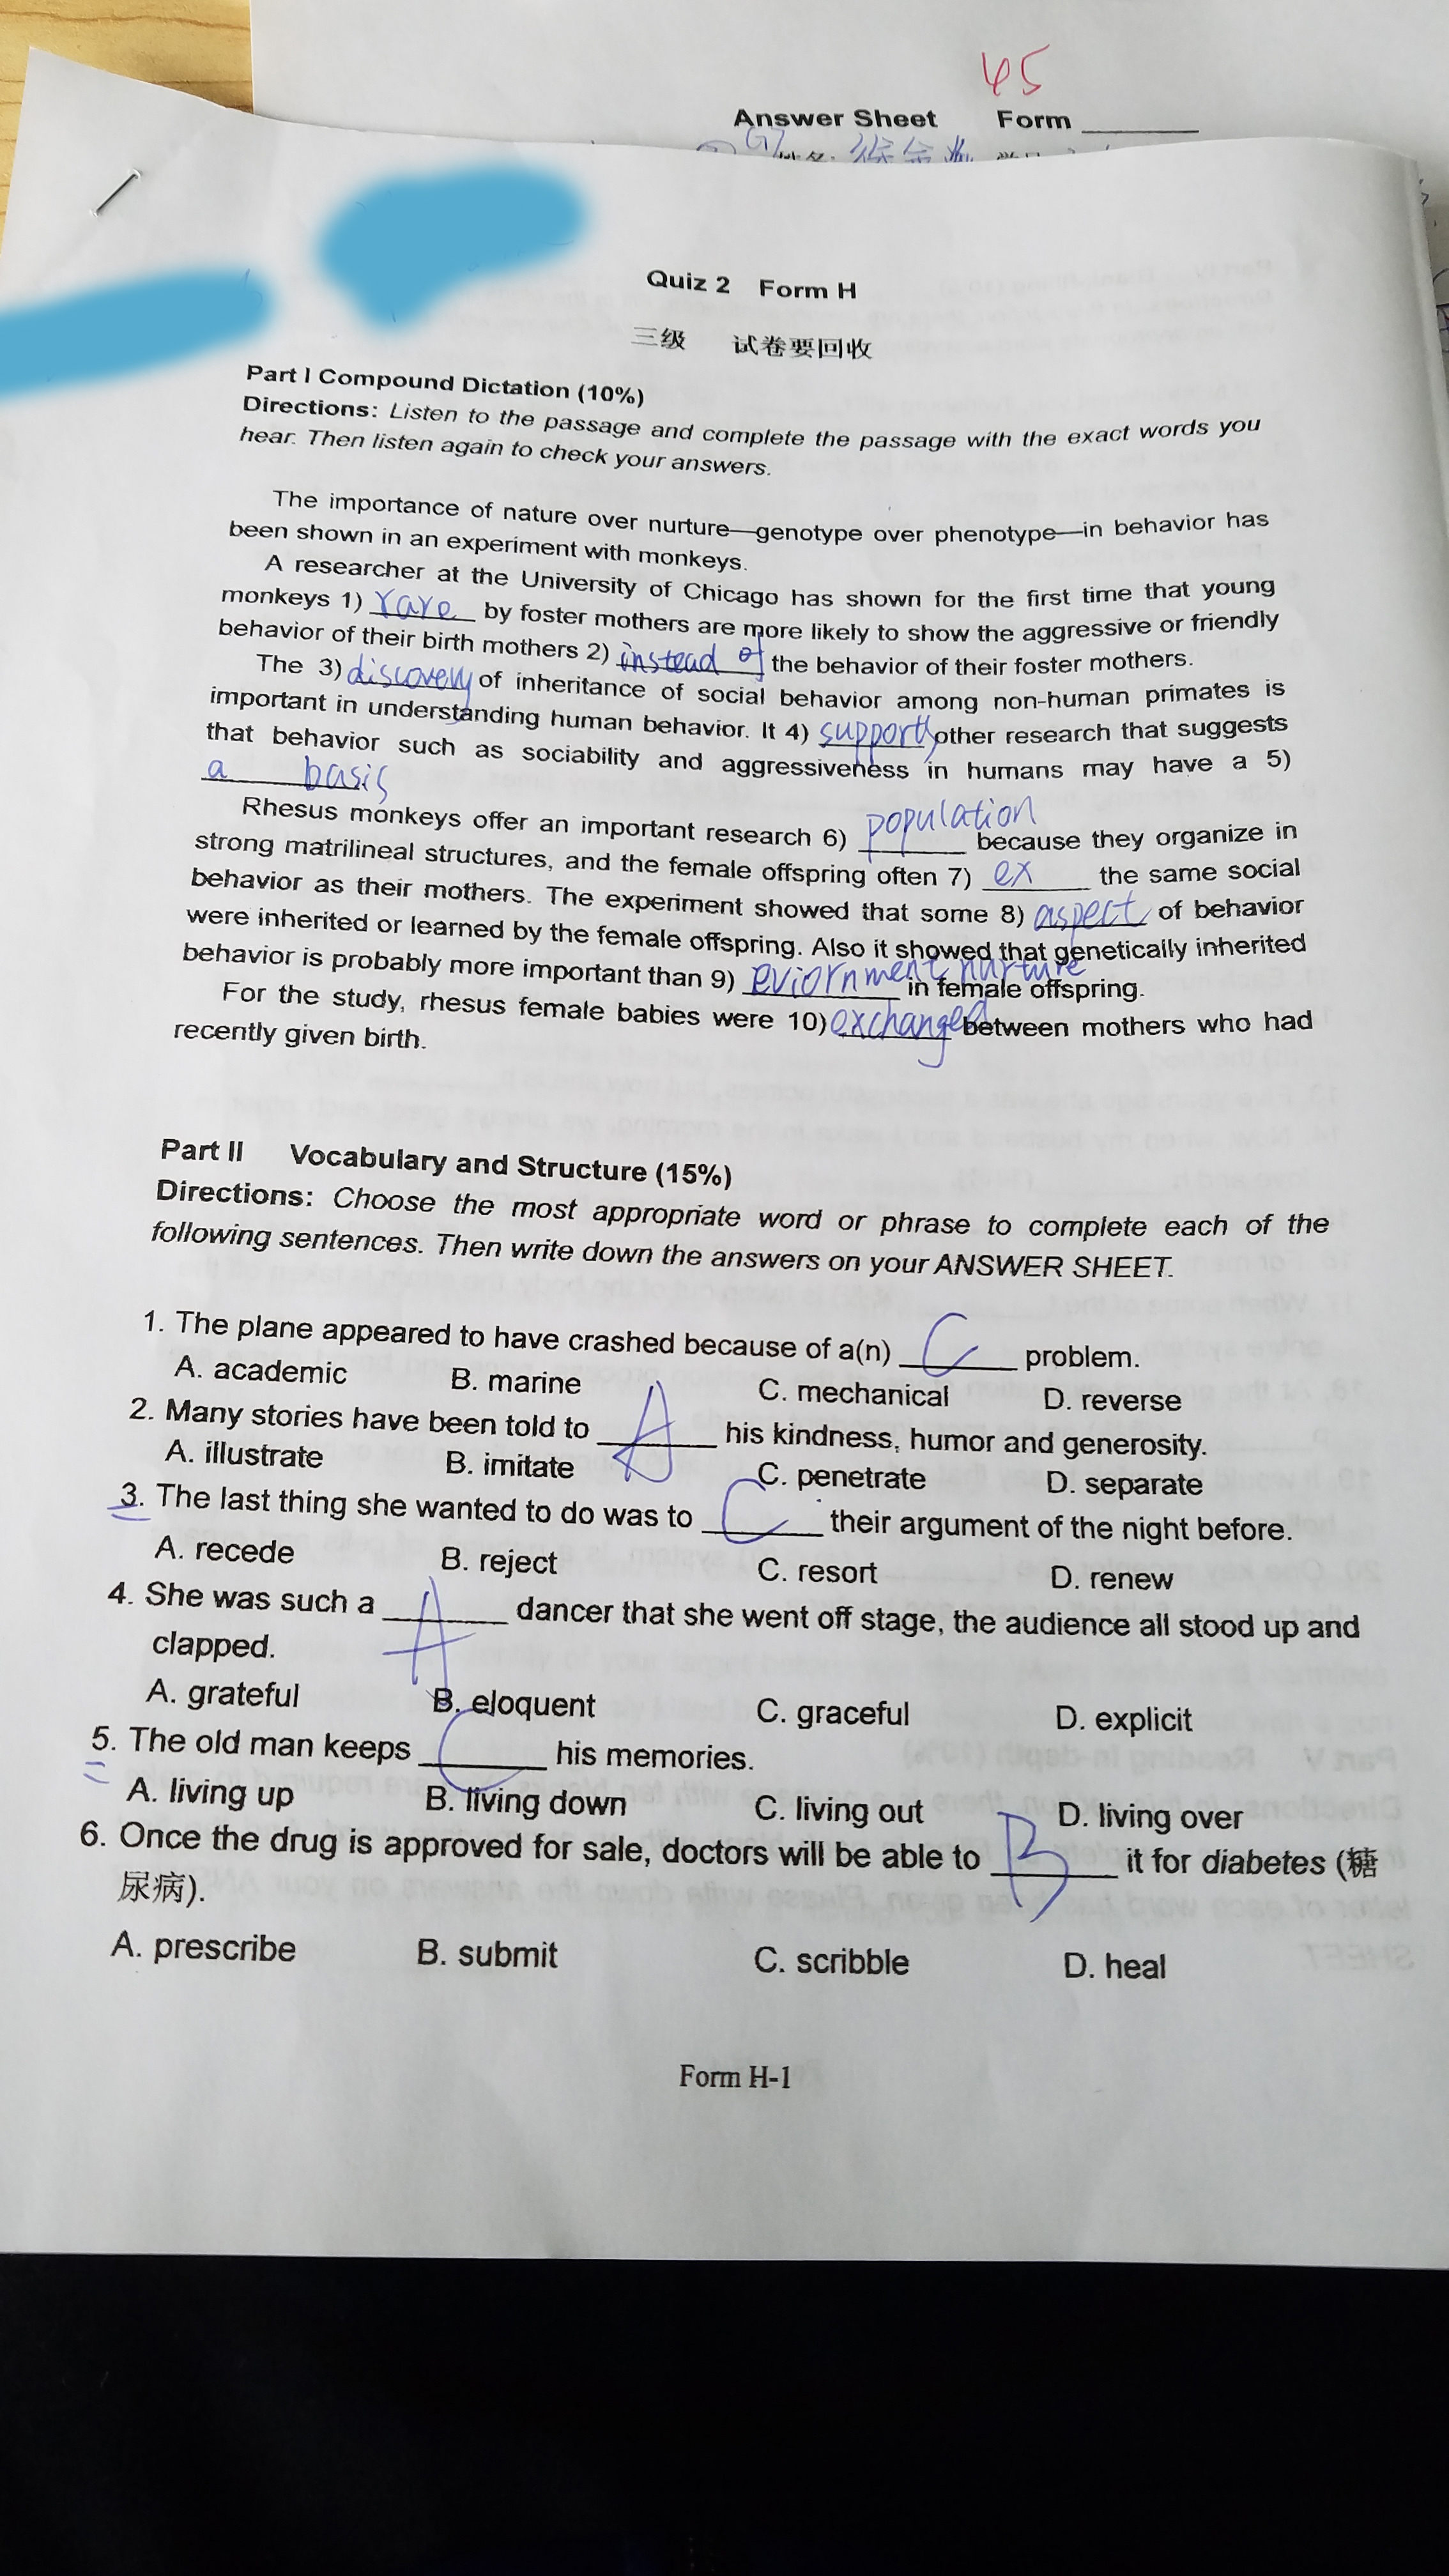 45
Answer Sheet Form
Quiz 2 Form H
三级 试卷要回收
Part I Compound Dictation (10%)
Directions: Listen to the passage and complete the passage with the exact words you
hear. Then listen again to check your answers.
The importance of nature over nurture—genotype over phenotype—in behavior has
been shown in an experiment with monkeys.
A researcher at the University of Chicago has shown for the first time that young
monkeys 1) rare by foster mothers are more likely to show the aggressive or friendly
behavior of their birth mothers 2) instead of the behavior of their foster mothers.
The 3) discovely of inheritance of social behavior among non-human primates is
important in understanding human behavior. It 4) supports other research that suggests
that behavior such as sociability and aggressiveness in humans may have a 5)
a basis
Rhesus monkeys offer an important research 6) population because they organize in
strong matrilineal structures, and the female offspring often 7) ex the same social
behavior as their mothers. The experiment showed that some 8) aspect of behavior
were inherited or learned by the female offspring. Also it showed that genetically inherited
behavior is probably more important than 9) eviornment nurture in female offspring.
For the study, rhesus female babies were 10) exchanged between mothers who had
recently given birth.
Part II Vocabulary and Structure (15%)
Directions: Choose the most appropriate word or phrase to complete each of the
following sentences. Then write down the answers on your ANSWER SHEET.
1. The plane appeared to have crashed because of a(n) C problem.
A. academic B. marine C. mechanical D. reverse
2. Many stories have been told to A his kindness, humor and generosity.
A. illustrate B. imitate C. penetrate D. separate
3. The last thing she wanted to do was to C their argument of the night before.
A. recede B. reject C. resort D. renew
4. She was such a A dancer that she went off stage, the audience all stood up and
clapped.
A. grateful B. eloquent C. graceful D. explicit
5. The old man keeps C his memories.
A. living up B. living down C. living out D. living over
6. Once the drug is approved for sale, doctors will be able to B it for diabetes (糖
尿病).
A. prescribe B. submit C. scribble D. heal
Form H-1